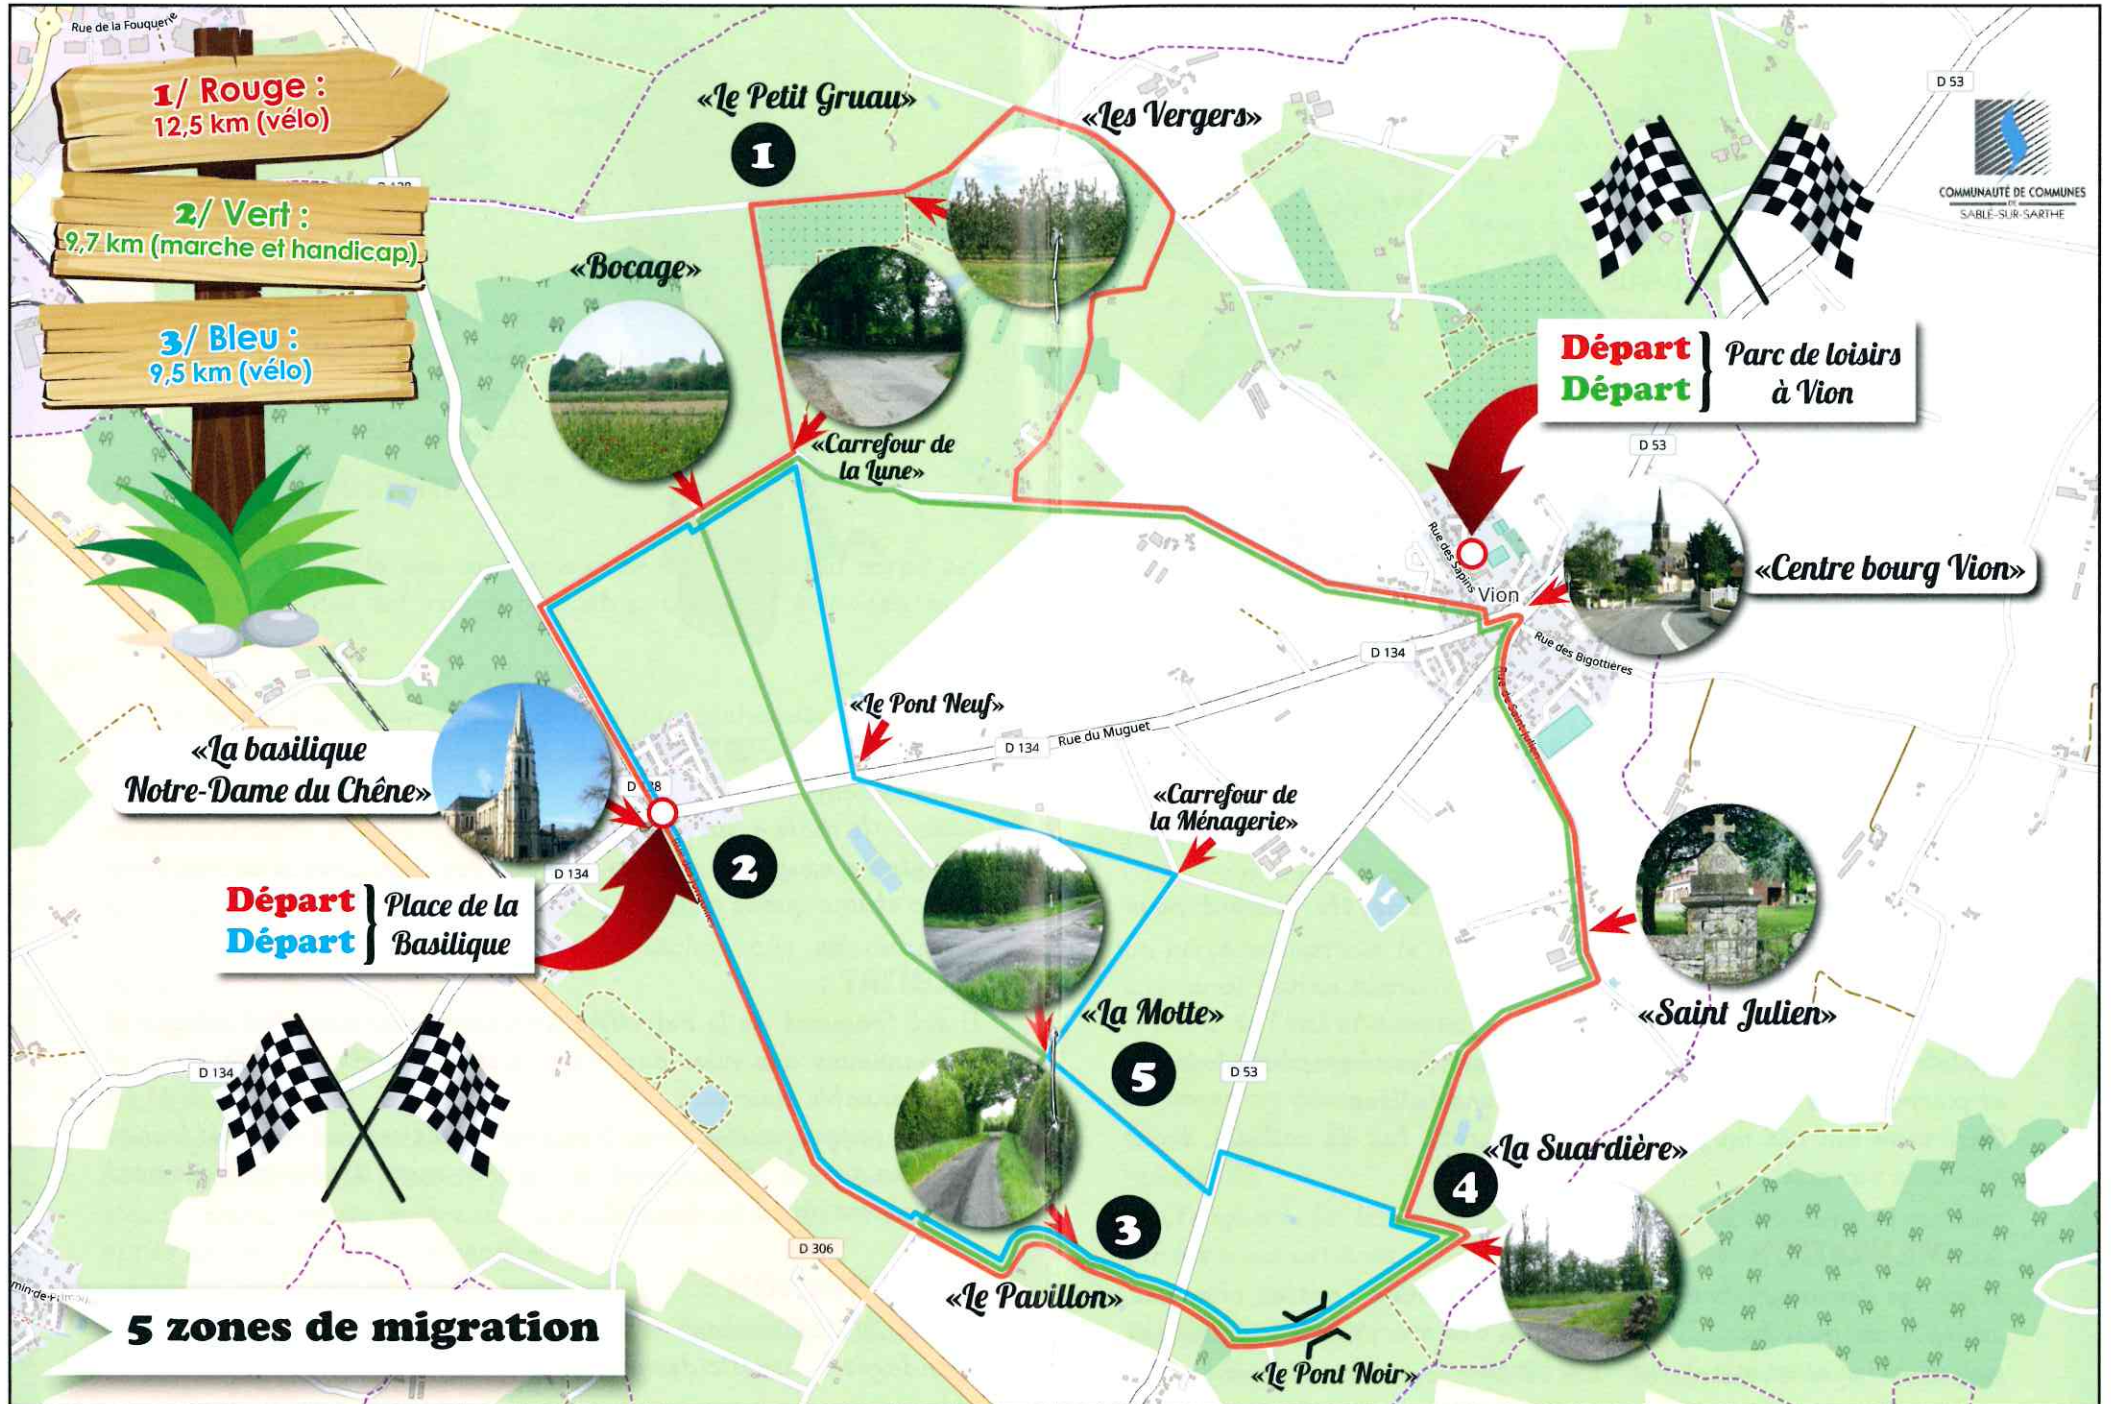 Rue de la Fouquerie
1/ Rouge :
12,5 km (vélo)
2/ Vert :
9,7 km (marche et handicap)
3/ Bleu :
9,5 km (vélo)
«Le Petit Gruau»
1
«Les Vergers»
D 53
COMMUNAUTÉ DE COMMUNES
DE
SABLÉ-SUR-SARTHE
«Bocage»
«Carrefour de
la Lune»
Départ
Départ
Parc de loisirs
à Vion
D 53
Rue des Sapins
Vion
«Centre bourg Vion»
Rue des Bigottières
D 134
Rue de Saint Julien
«Le Pont Neuf»
D 134
Rue du Muguet
«La basilique
Notre-Dame du Chêne»
«Carrefour de
la Ménagerie»
2
D 134
Départ
Départ
Place de la
Basilique
«Saint Julien»
«La Motte»
5
D 53
D 134
«La Suardière»
4
3
D 306
«Le Pavillon»
«Le Pont Noir»
5 zones de migration